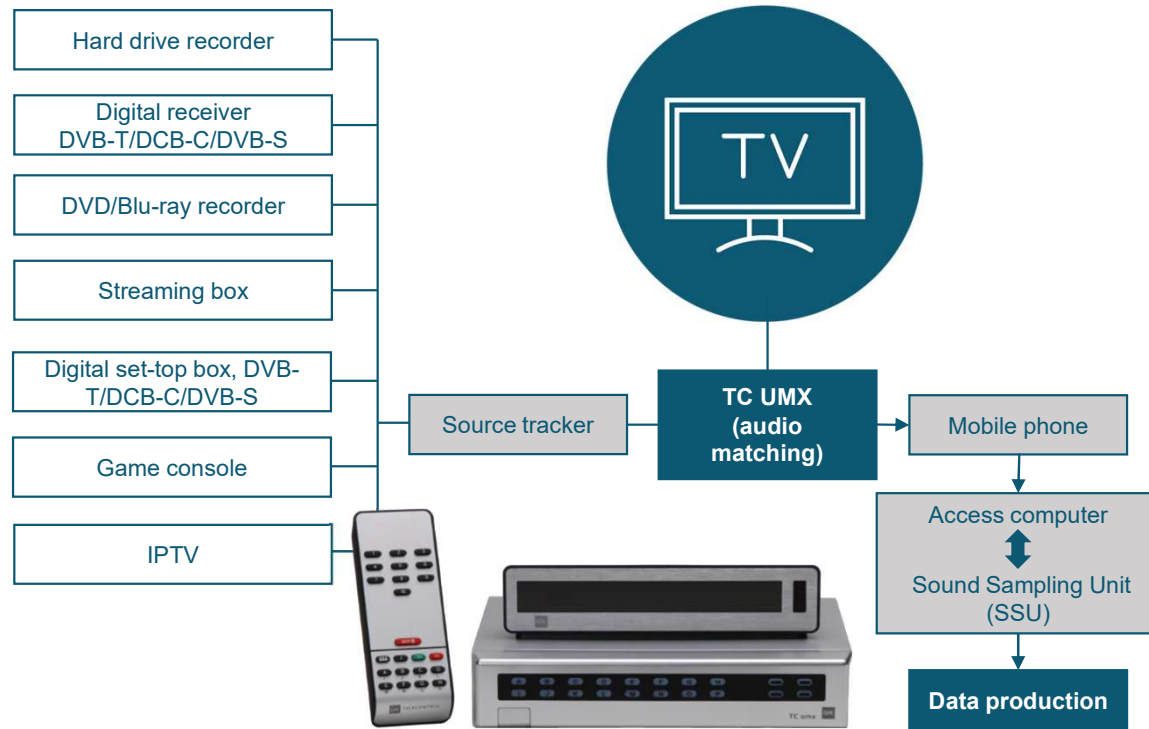 Hard drive recorder
Digital receiver
DVB-T/DCB-C/DVB-S
DVD/Blu-ray recorder
Streaming box
Digital set-top box, DVB-
T/DCB-C/DVB-S
Game console
IPTV
TV
Source tracker
TC UMX
(audio
matching)
Mobile phone
Access computer
Sound Sampling Unit
(SSU)
Data production
TELECONTROL
TC umx